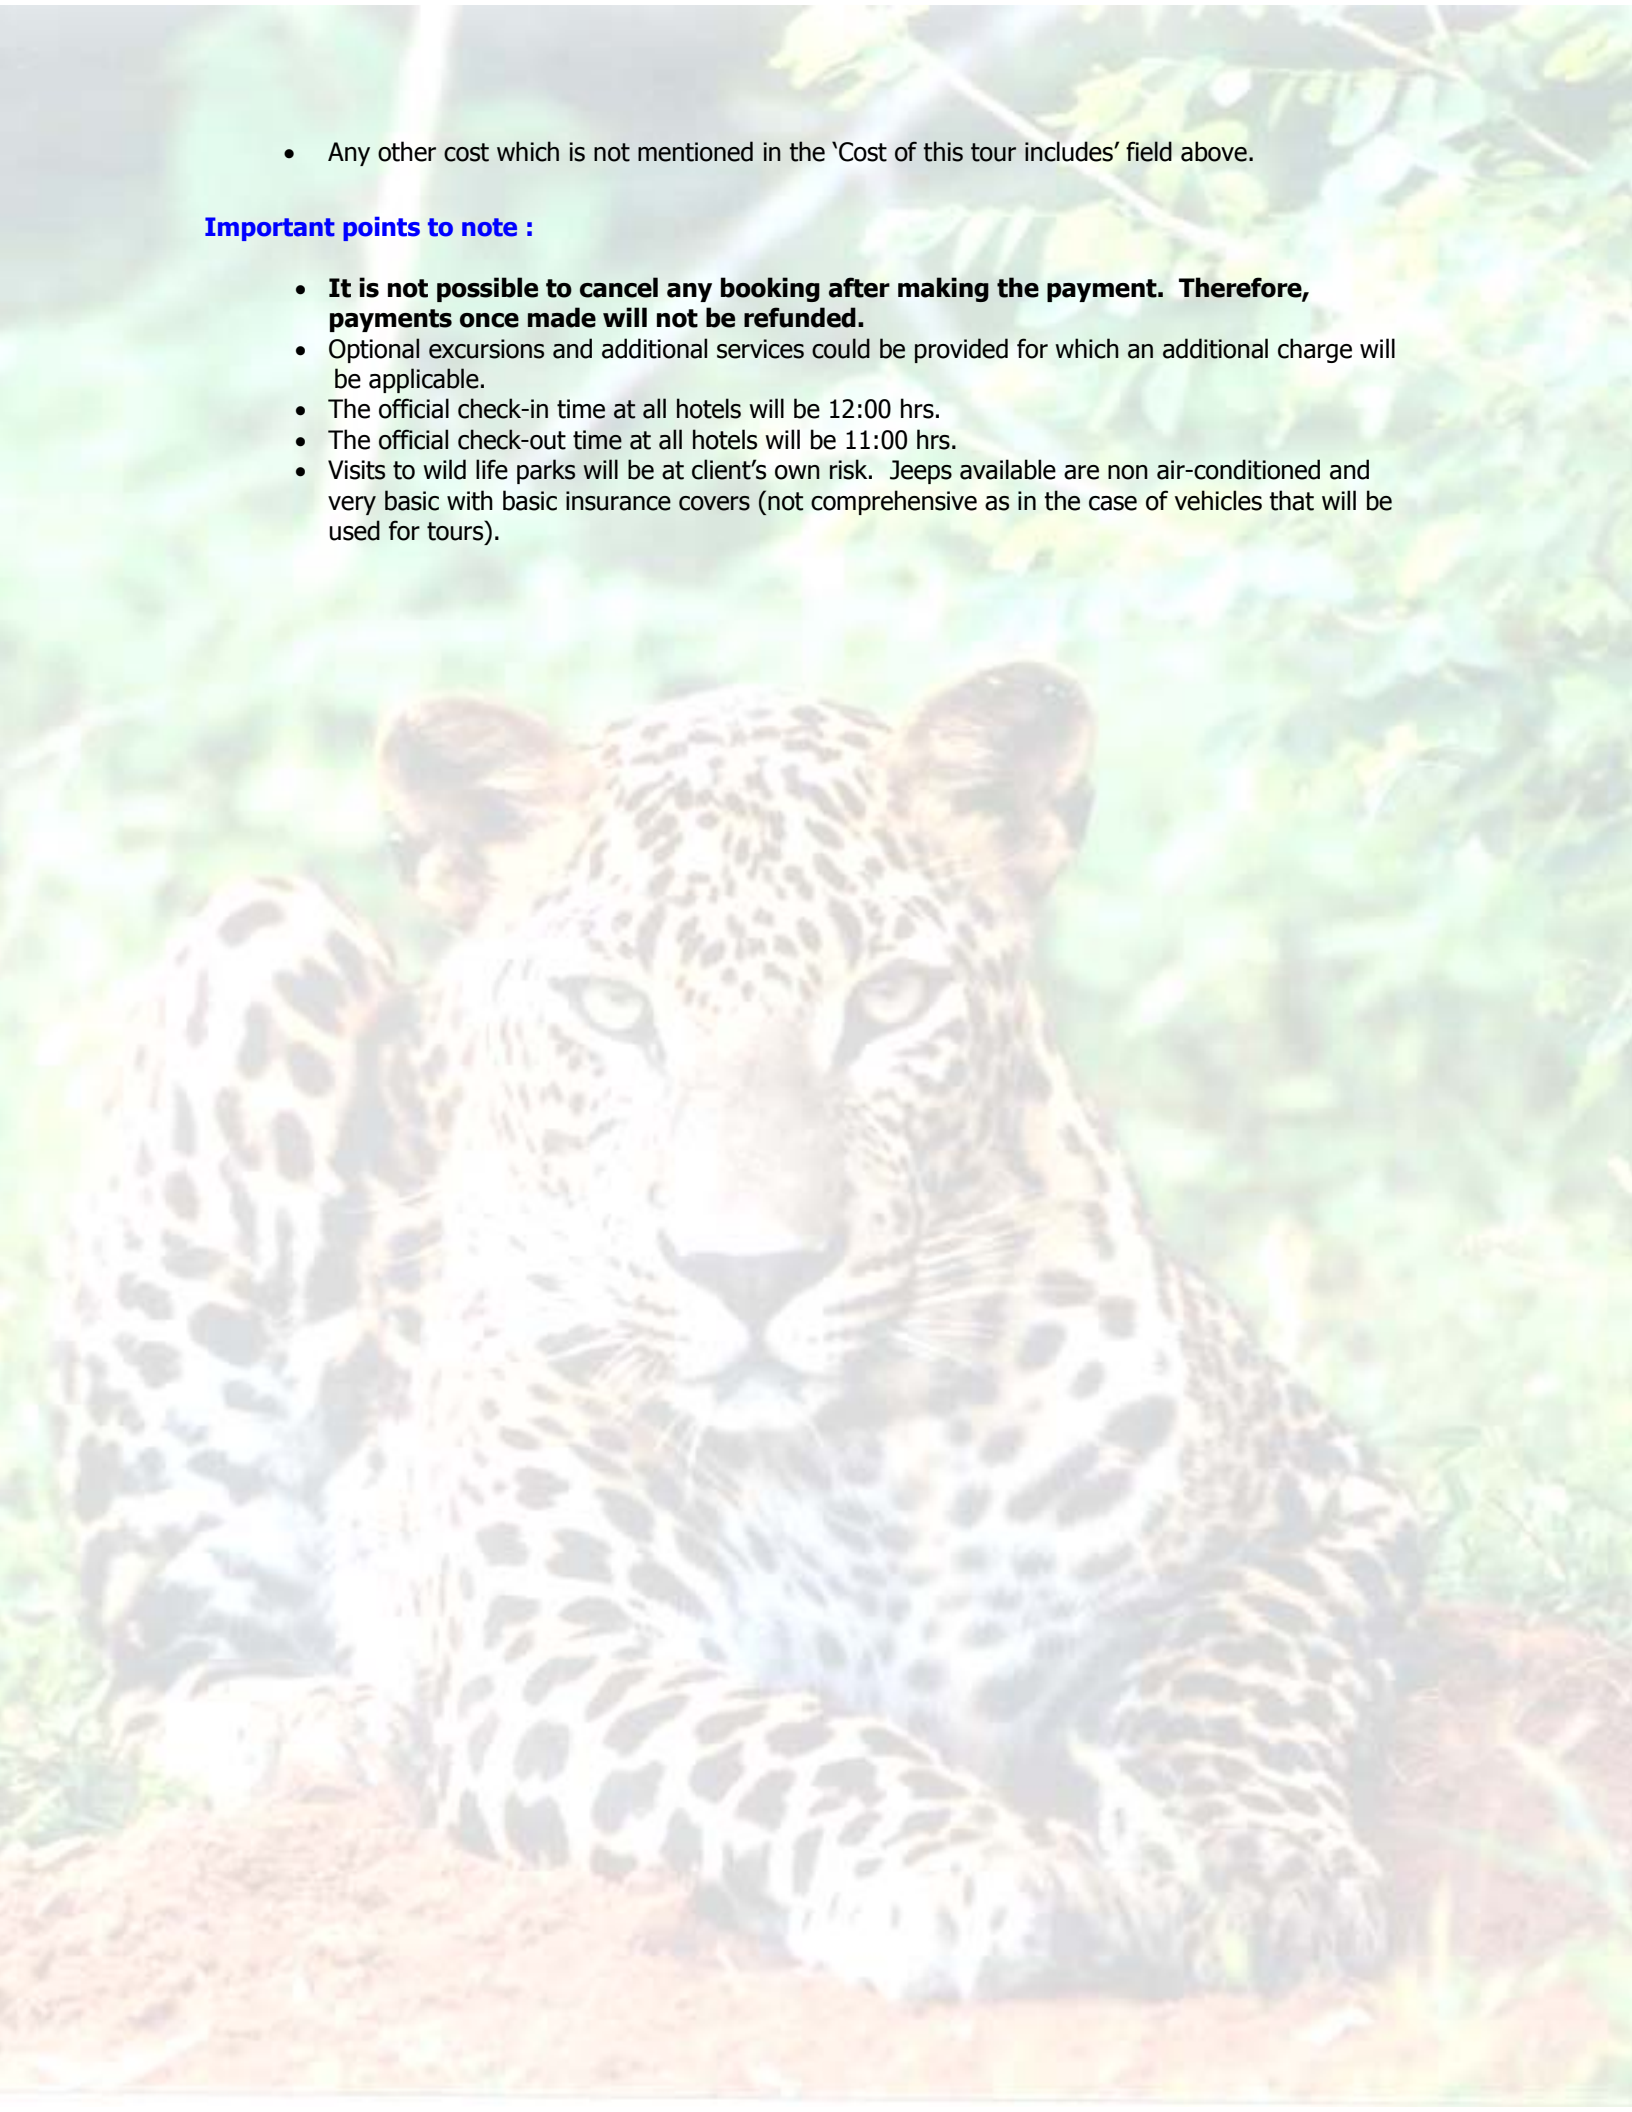 • Any other cost which is not mentioned in the ‘Cost of this tour includes’ field above.
Important points to note :
• It is not possible to cancel any booking after making the payment.  Therefore,
payments once made will not be refunded.
• Optional excursions and additional services could be provided for which an additional charge will
be applicable.
• The official check-in time at all hotels will be 12:00 hrs.
• The official check-out time at all hotels will be 11:00 hrs.
• Visits to wild life parks will be at client’s own risk.  Jeeps available are non air-conditioned and
very basic with basic insurance covers (not comprehensive as in the case of vehicles that will be
used for tours).